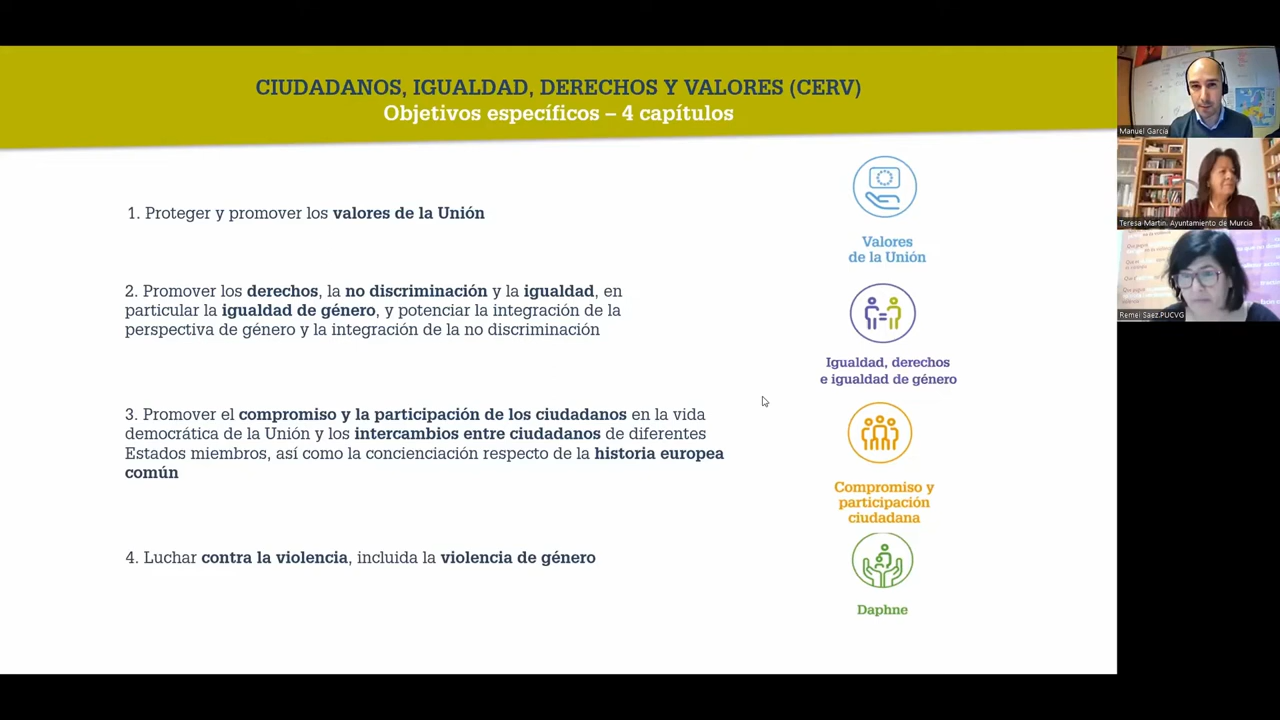 CIUDADANOS, IGUALDAD, DERECHOS Y VALORES (CERV)
Objetivos específicos – 4 capítulos
1. Proteger y promover los valores de la Unión
Valores
de la Unión
2. Promover los derechos, la no discriminación y la igualdad, en
particular la igualdad de género, y potenciar la integración de la
perspectiva de género y la integración de la no discriminación
Igualdad, derechos
e igualdad de género
3. Promover el compromiso y la participación de los ciudadanos en la vida
democrática de la Unión y los intercambios entre ciudadanos de diferentes
Estados miembros, así como la concienciación respecto de la historia europea
común
Compromiso y
participación
ciudadana
4. Luchar contra la violencia, incluida la violencia de género
Daphne
Manuel García
Teresa Martin. Ayuntamiento de Murcia
Remei Saez.PUCVG